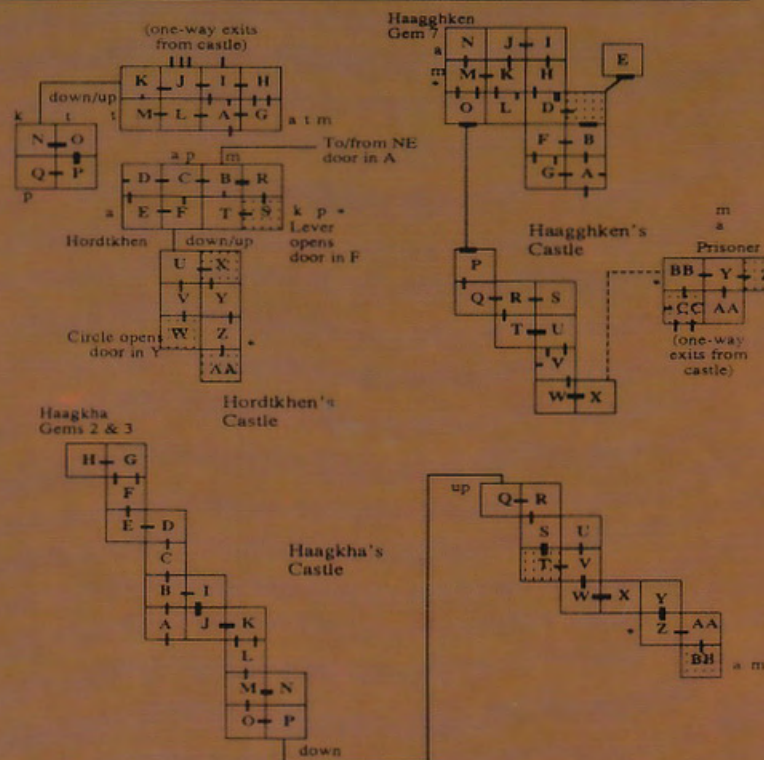 (one-way exits
from castle)
K J I H
down/up
M L A G
t
a t m
k t
N O
Q P
p
To/from NE
door in A
a p m
D C B R
a
E F T S
k p *
Lever
opens
door in F
Hordtkhen
down/up
U X
V Y
W Z
Circle opens
door in Y
*
AA
Hordtkhen's
Castle
Haagghken
Gem 7
N J I
a
m
*
M K H
E
O L D
F B
G A
Haagghken's
Castle
P
Q R S
T U
V
W X
m
a
Prisoner
BB Y
*
CC AA
(one-way
exits from
castle)
Haagkha
Gems 2 & 3
H G
F
E D
C
B I
A J K
L
M N
O P
down
Haagkha's
Castle
up
Q R
S U
T V
W X Y
*
Z AA
BB
a m